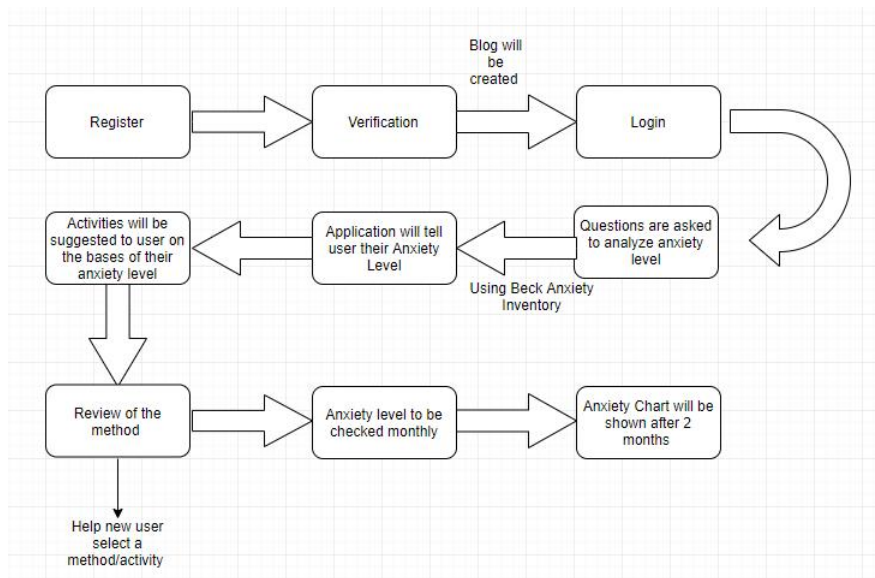 Blog will
be
created
Register
Verification
Login
Activities will be
suggested to user on
the bases of their
anxiety level
Application will tell
user their Anxiety
Level
Questions are asked
to analyze anxiety
level
Using Beck Anxiety
Inventory
Review of the
method
Anxiety level to be
checked monthly
Anxiety Chart will be
shown after 2
months
Help new user
select a
method/activity